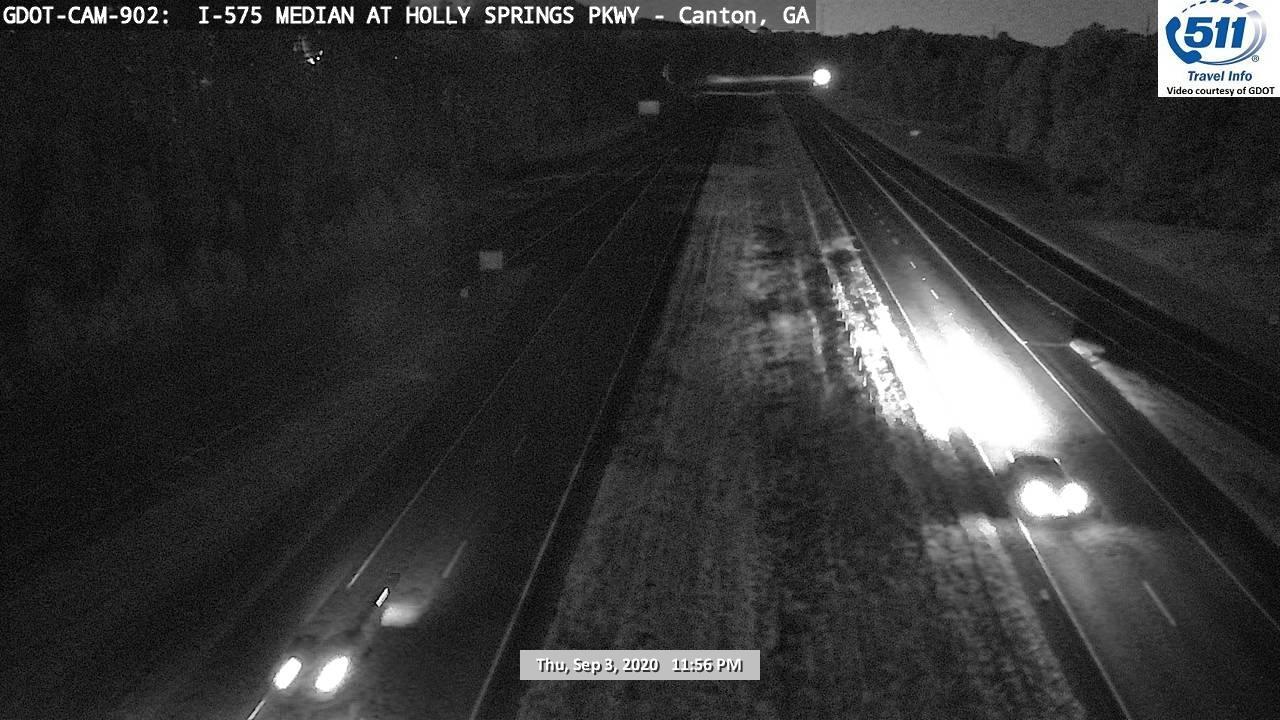 GDOT-CAM-902: I-575 MEDIAN AT HOLLY SPRINGS PKWY - Canton, GA
511
®
Travel Info
Video courtesy of GDOT
Thu, Sep 3, 2020 11:56 PM